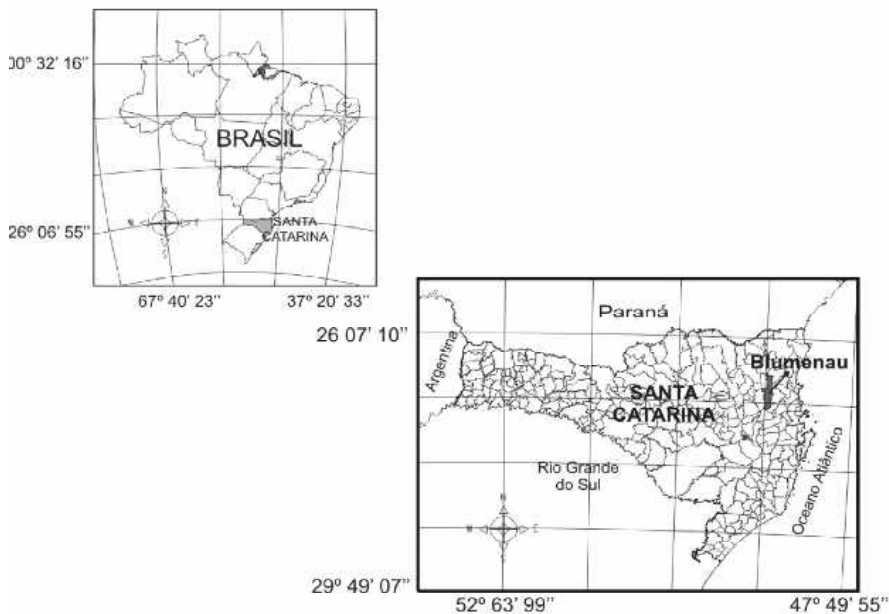 00º 32' 16"
BRASIL
N
E
SANTA
CATARINA
26º 06' 55"
67º 40' 23"
37º 20' 33"
Paraná
26 07' 10"
Argentina
Blumenau
SANTA
CATARINA
Rio Grande
do Sul
Oceano Atlântico
N
W
E
29º 49' 07"
52º 63' 99"
47º 49' 55"